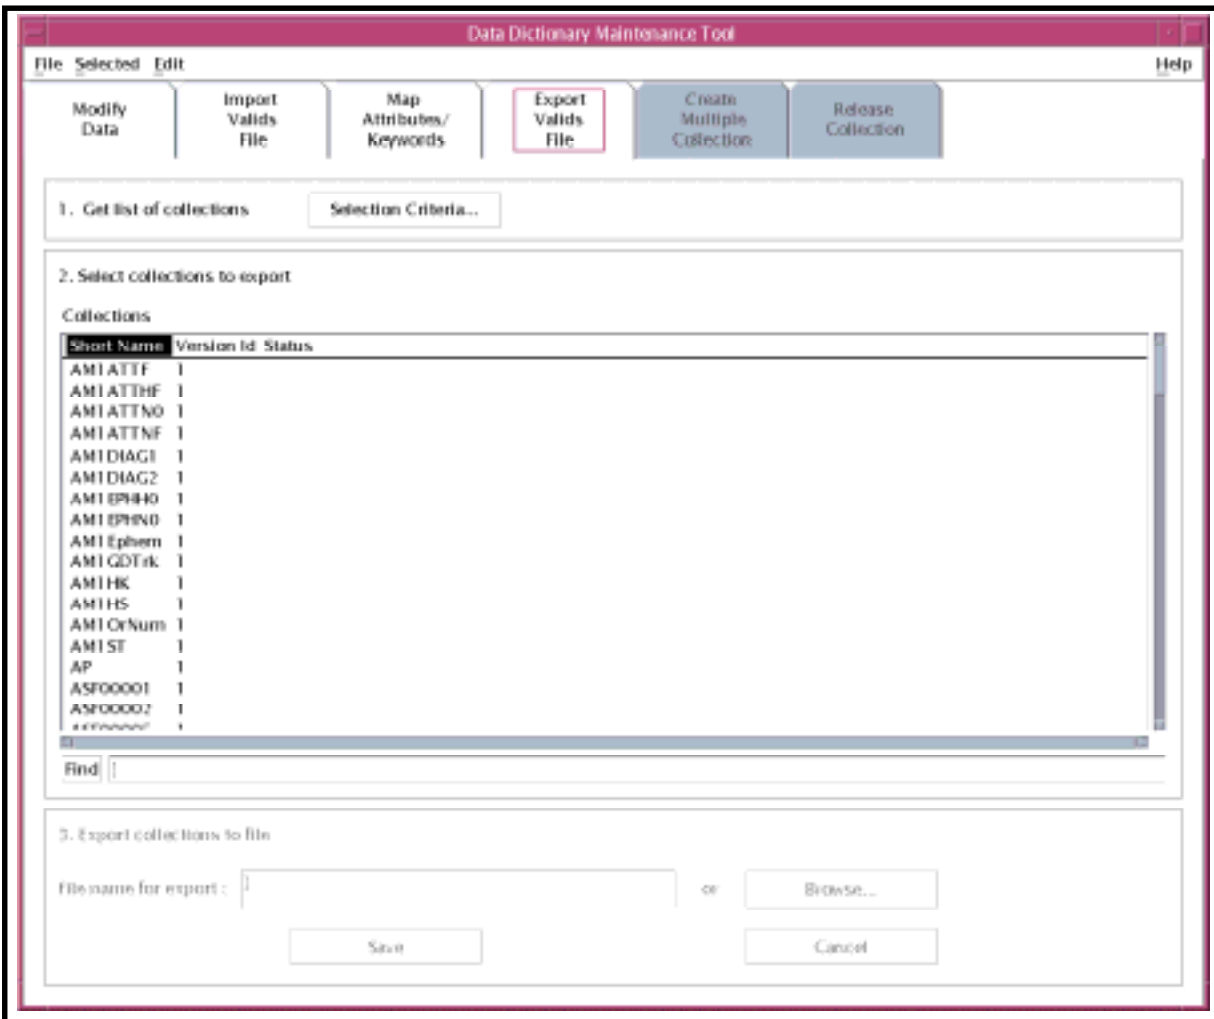 Data Dictionary Maintenance Tool
File Selected Edit Help
Modify Data
Import Valids File
Map Attributes/ Keywords
Export Valids File
Create Multiple Collection
Release Collection
1. Get list of collections Selection Criteria...
2. Select collections to export
Collections
Short Name Version Id Status
AM1ATTF 1
AM1ATTHF 1
AM1ATTN0 1
AM1ATTNF 1
AM1DIAG1 1
AM1DIAG2 1
AM1EPHH0 1
AM1EPHN0 1
AM1Ephem 1
AM1GDTrk 1
AM1HK 1
AM1HS 1
AM1OrNum 1
AM1ST 1
AP 1
ASF00001 1
ASF00002 1
Find
3. Export collections to file
File name for export : or Browse...
Save Cancel